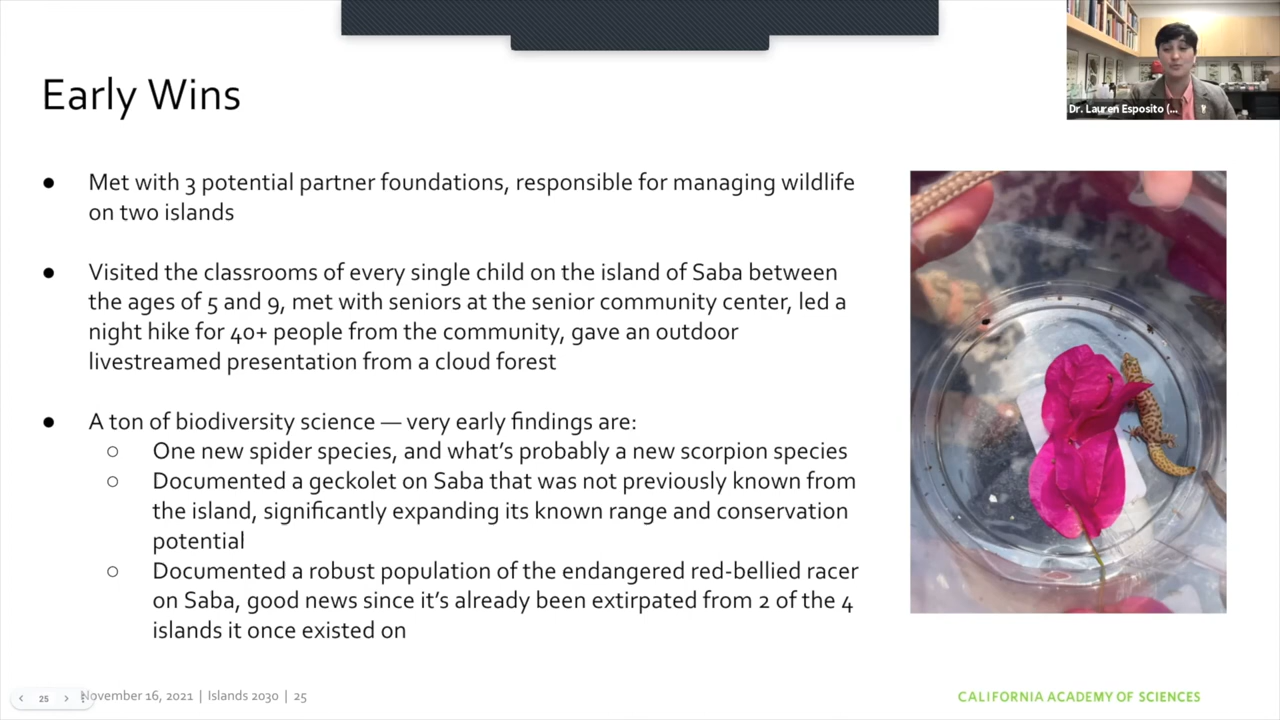 Early Wins
Dr. Lauren Esposito (...
● Met with 3 potential partner foundations, responsible for managing wildlife
on two islands
● Visited the classrooms of every single child on the island of Saba between
the ages of 5 and 9, met with seniors at the senior community center, led a
night hike for 40+ people from the community, gave an outdoor
livestreamed presentation from a cloud forest
● A ton of biodiversity science — very early findings are:
○ One new spider species, and what's probably a new scorpion species
○ Documented a geckolet on Saba that was not previously known from
the island, significantly expanding its known range and conservation
potential
○ Documented a robust population of the endangered red-bellied racer
on Saba, good news since it's already been extirpated from 2 of the 4
islands it once existed on
25
November 16, 2021 | Islands 2030 | 25
CALIFORNIA ACADEMY OF SCIENCES